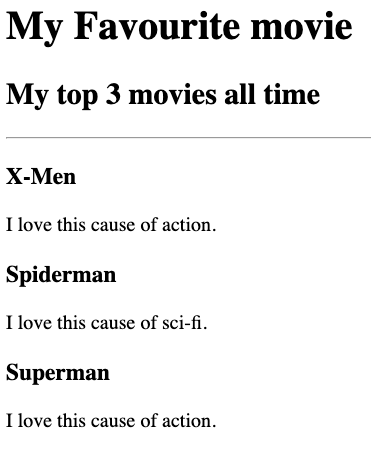 My Favourite movie
My top 3 movies all time
X-Men
I love this cause of action.
Spiderman
I love this cause of sci-fi.
Superman
I love this cause of action.